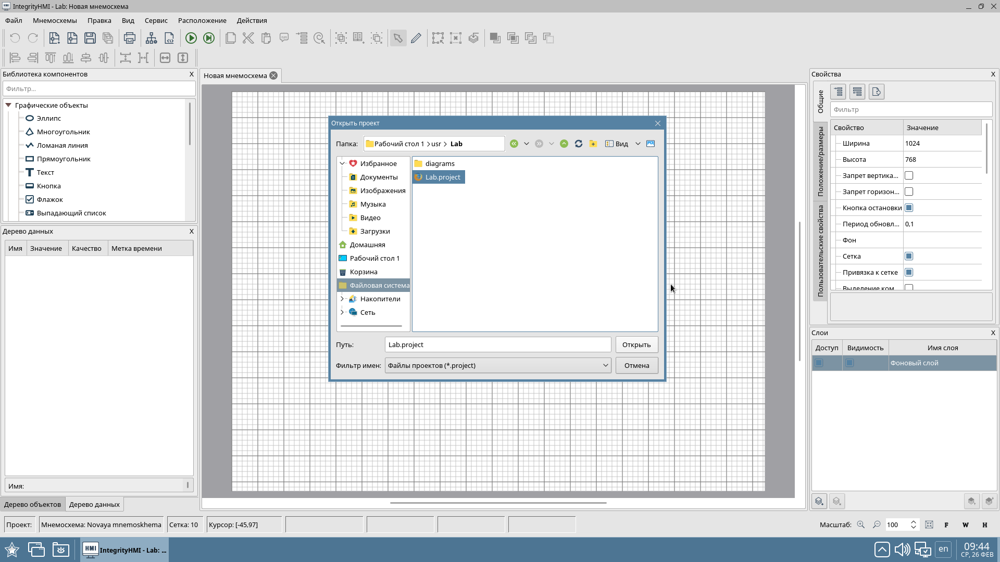 IntegrityHMI - Lab: Новая мнемосхема
Файл Мнемосхемы Правка Вид Сервис Расположение Действия
Библиотека компонентов X
Фильтр...
Графические объекты
Эллипс
Многоугольник
Ломаная линия
Прямоугольник
Текст
Кнопка
Флажок
Выпадающий список
Дерево данных X
Имя Значение Качество Метка времени
Имя:
Дерево объектов Дерево данных
Новая мнемосхема
Открыть проект
Папка: Рабочий стол 1 usr Lab Вид
Избранное
Документы
Изображения
Музыка
Видео
Загрузки
Домашняя
Рабочий стол 1
Корзина
Файловая система
Накопители
Сеть
diagrams
Lab.project
Путь: Lab.project Открыть
Фильтр имен: Файлы проектов (*.project) Отмена
Свойства X
Общие
Положение/размеры
Пользовательские свойства
Фильтр
Свойство Значение
Ширина 1024
Высота 768
Запрет вертика...
Запрет горизон...
Кнопка остановки
Период обновл... 0,1
Фон
Сетка
Привязка к сетке
Выделение ком
Слои X
Доступ Видимость Имя слоя
Фоновый слой
Проект: Мнемосхема: Novaya mnemoskhema Сетка: 10 Курсор: [-45,97] Масштаб: 100 F W H
HMI IntegrityHMI - Lab: ... en 09:44
СР, 26 ФЕВ